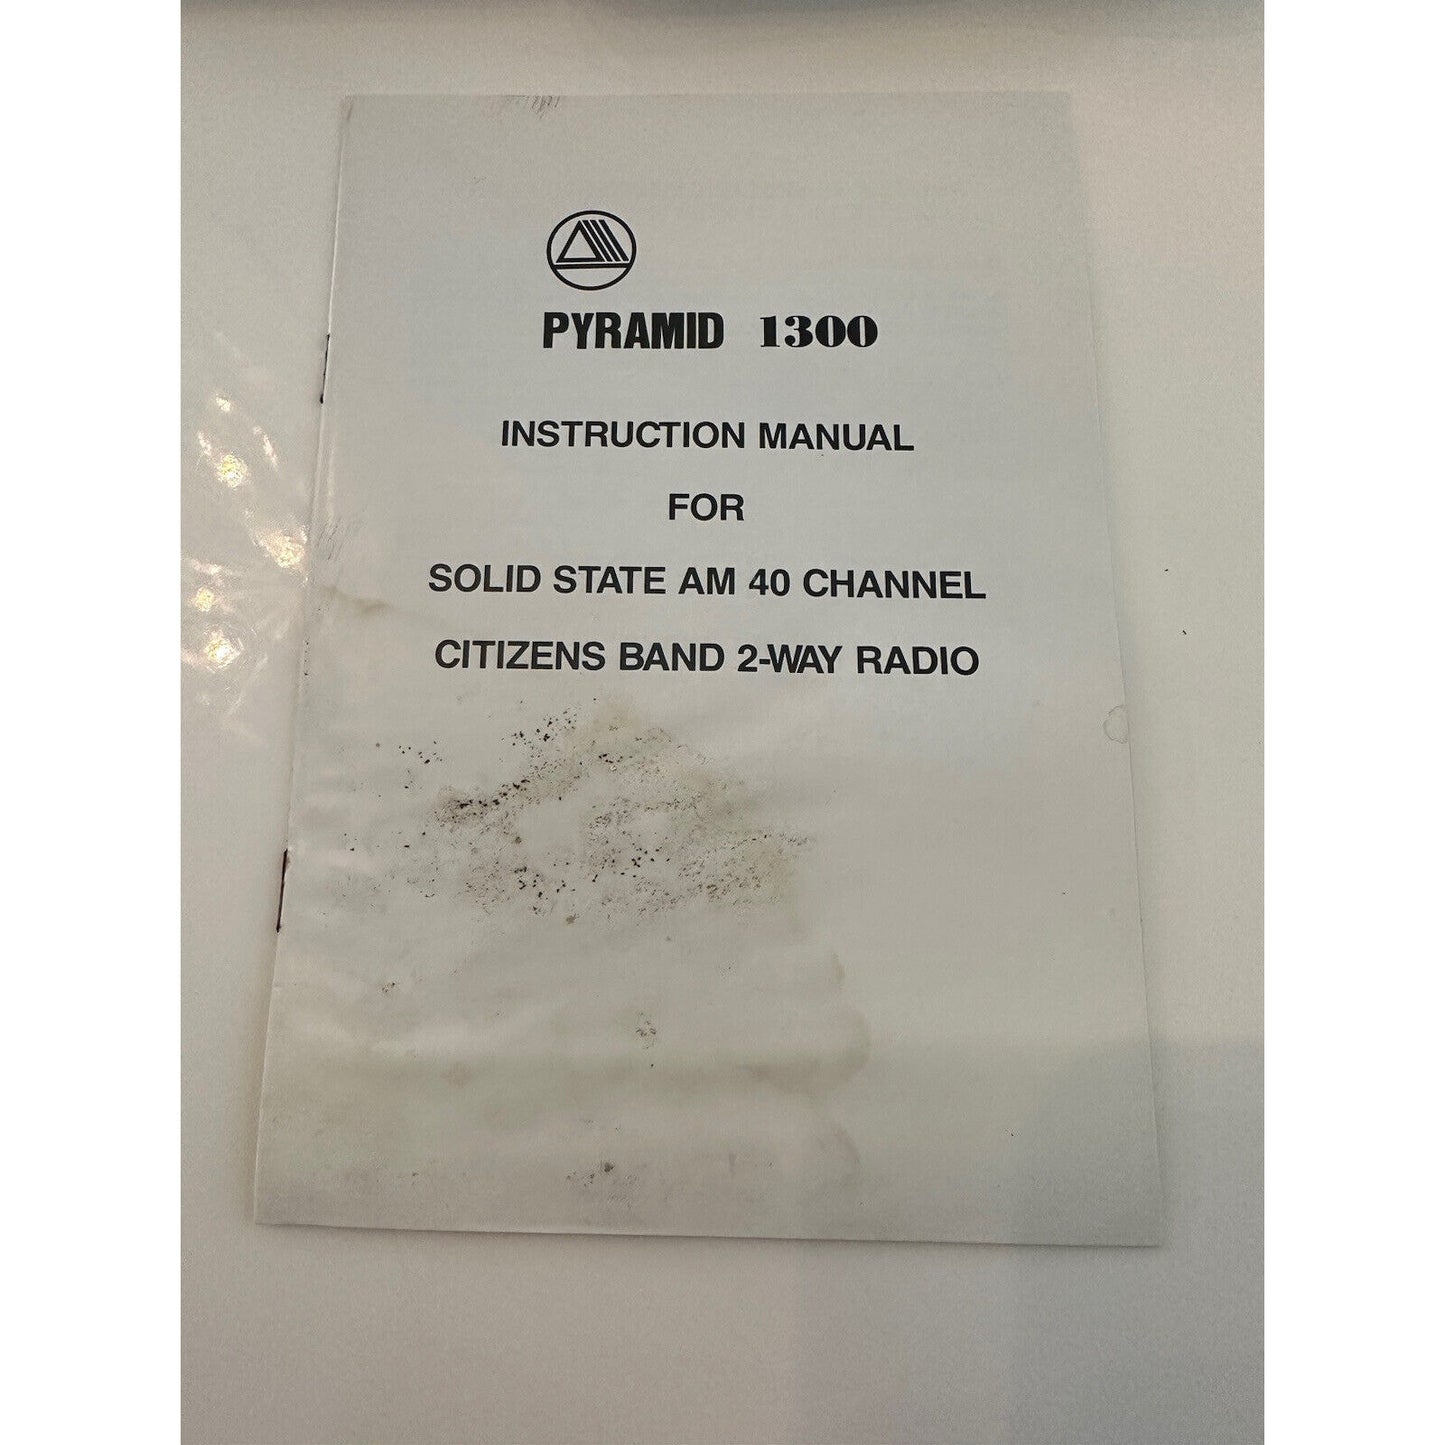 PYRAMID 1300
INSTRUCTION MANUAL
FOR
SOLID STATE AM 40 CHANNEL
CITIZENS BAND 2-WAY RADIO